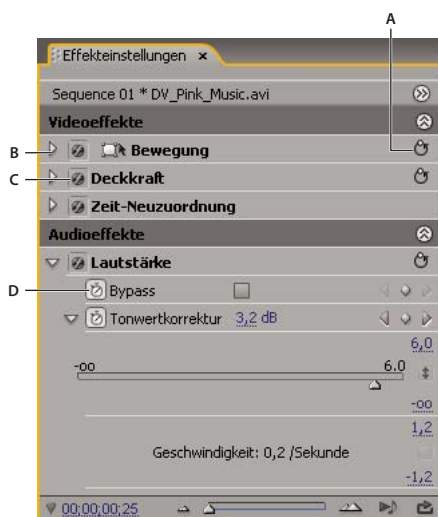 A
Effekteinstellungen x
Sequence 01 * DV_Pink_Music.avi
Videoeffekte
B
Bewegung
C
Deckkraft
Zeit-Neuzuordnung
Audioeffekte
Lautstärke
D
Bypass
Tonwertkorrektur 3,2 dB
6,0
-oo 6.0
-oo
1,2
Geschwindigkeit: 0,2 /Sekunde
-1,2
00;00;00;25